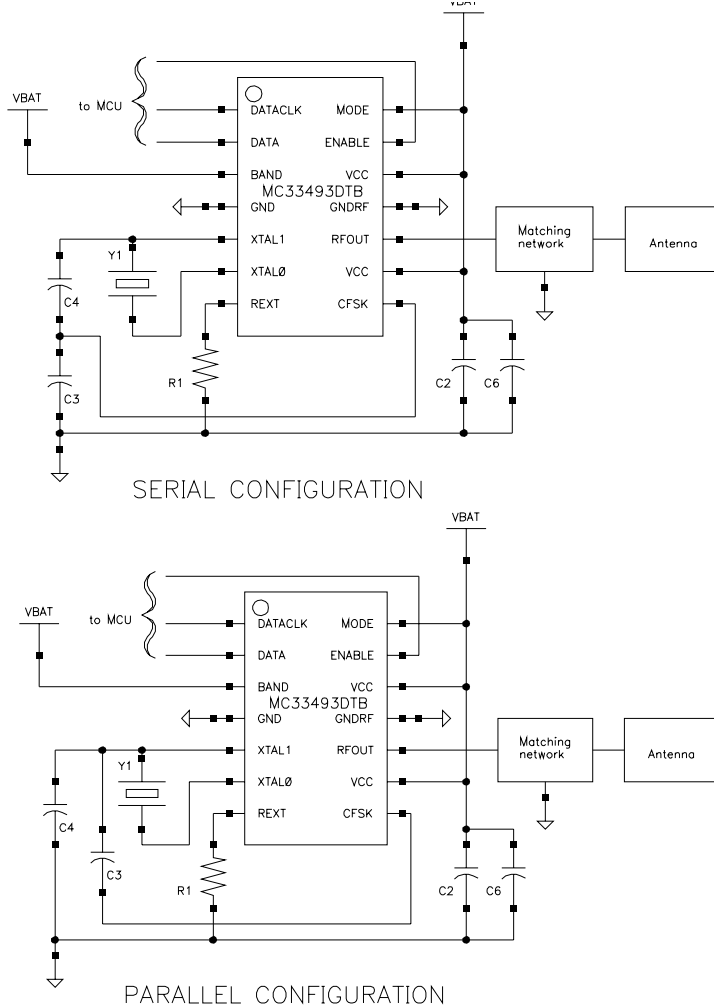 VBAT
VBAT
to MCU
DATACLK MODE
DATA ENABLE
BAND VCC
MC33493DTB
GND GNDRF
XTAL1 RFOUT
XTALØ VCC
REXT CFSK
Y1
C4
C3
R1
C2
C6
Matching
network
Antenna
SERIAL CONFIGURATION
VBAT
VBAT
to MCU
DATACLK MODE
DATA ENABLE
BAND VCC
MC33493DTB
GND GNDRF
XTAL1 RFOUT
XTALØ VCC
REXT CFSK
Y1
C4
C3
R1
C2
C6
Matching
network
Antenna
PARALLEL CONFIGURATION